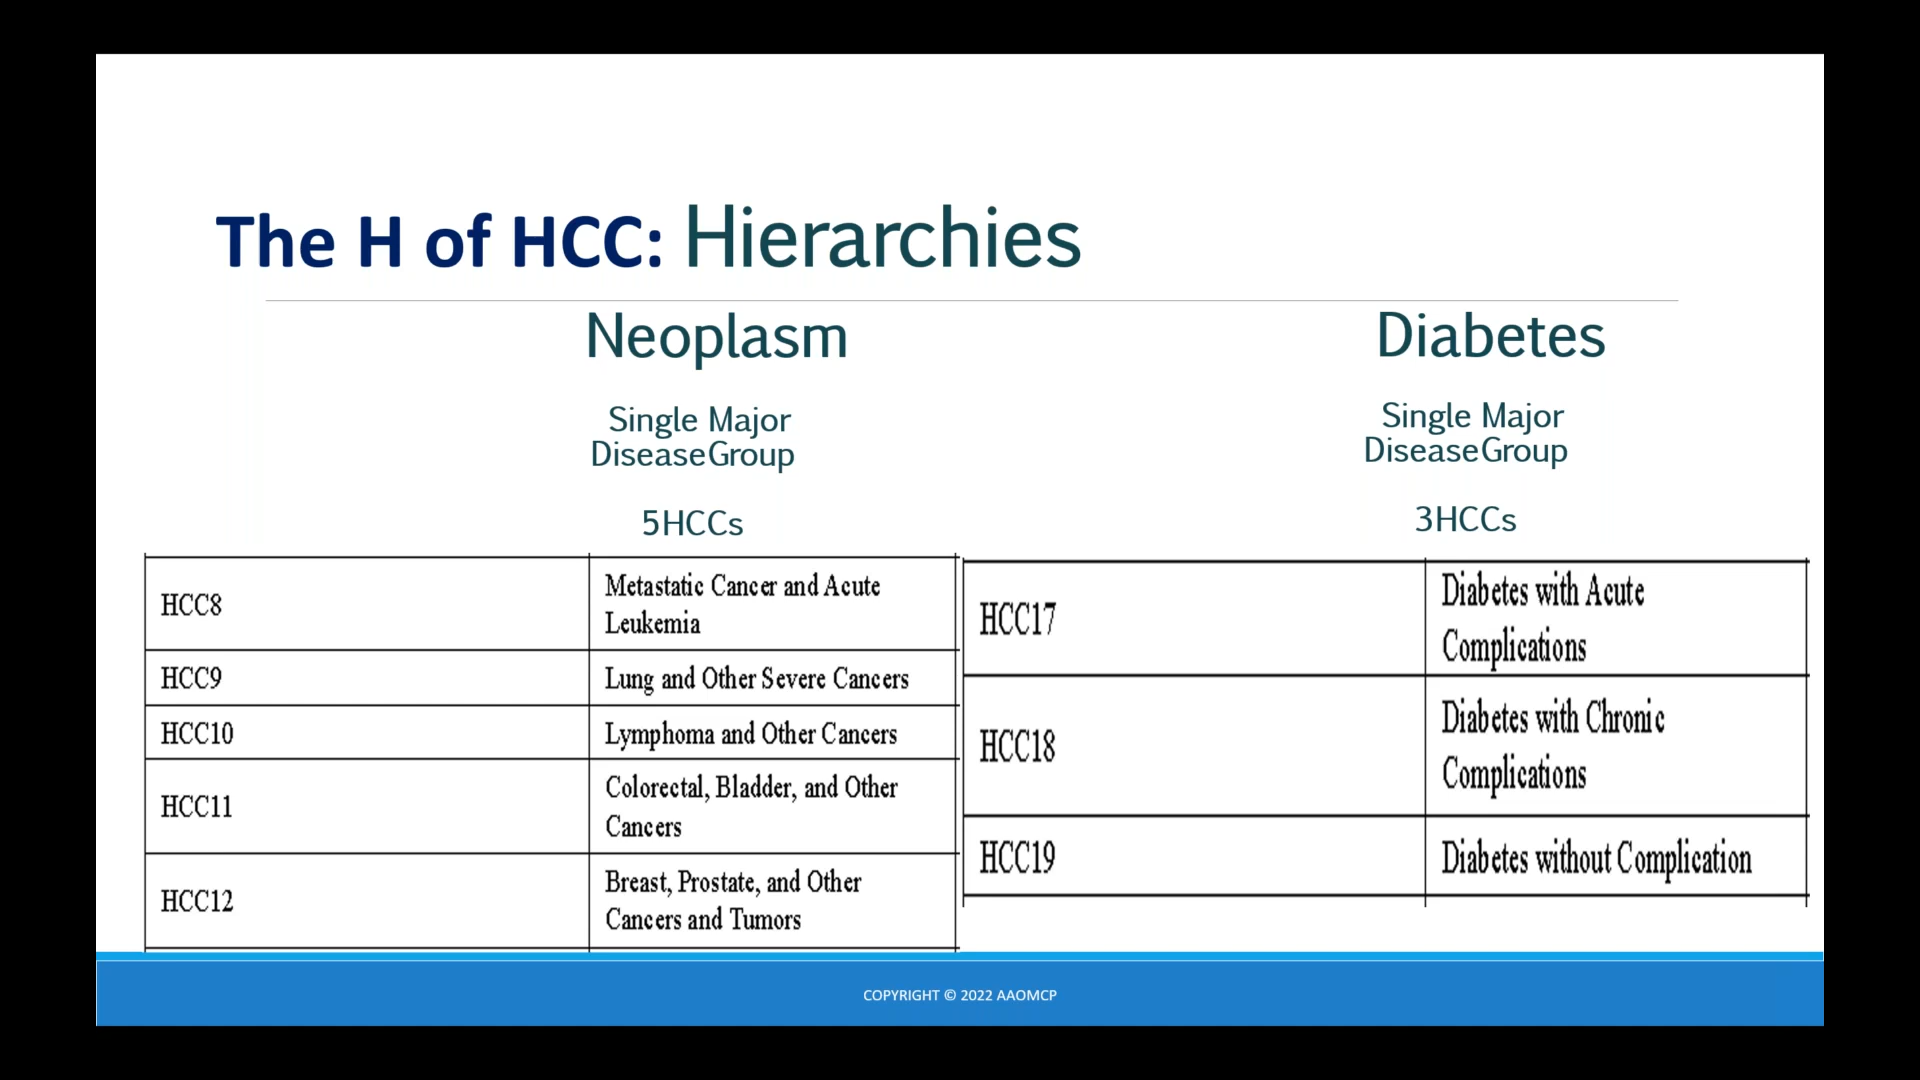 The H of HCC: Hierarchies
Neoplasm
Single Major
DiseaseGroup
5HCCs
HCC8
Metastatic Cancer and Acute
Leukemia
HCC9
Lung and Other Severe Cancers
HCC10
Lymphoma and Other Cancers
HCC11
Colorectal, Bladder, and Other
Cancers
HCC12
Breast, Prostate, and Other
Cancers and Tumors
Diabetes
Single Major
DiseaseGroup
3HCCs
HCC17
Diabetes with Acute
Complications
HCC18
Diabetes with Chronic
Complications
HCC19
Diabetes without Complication
COPYRIGHT © 2022 AAOMCP